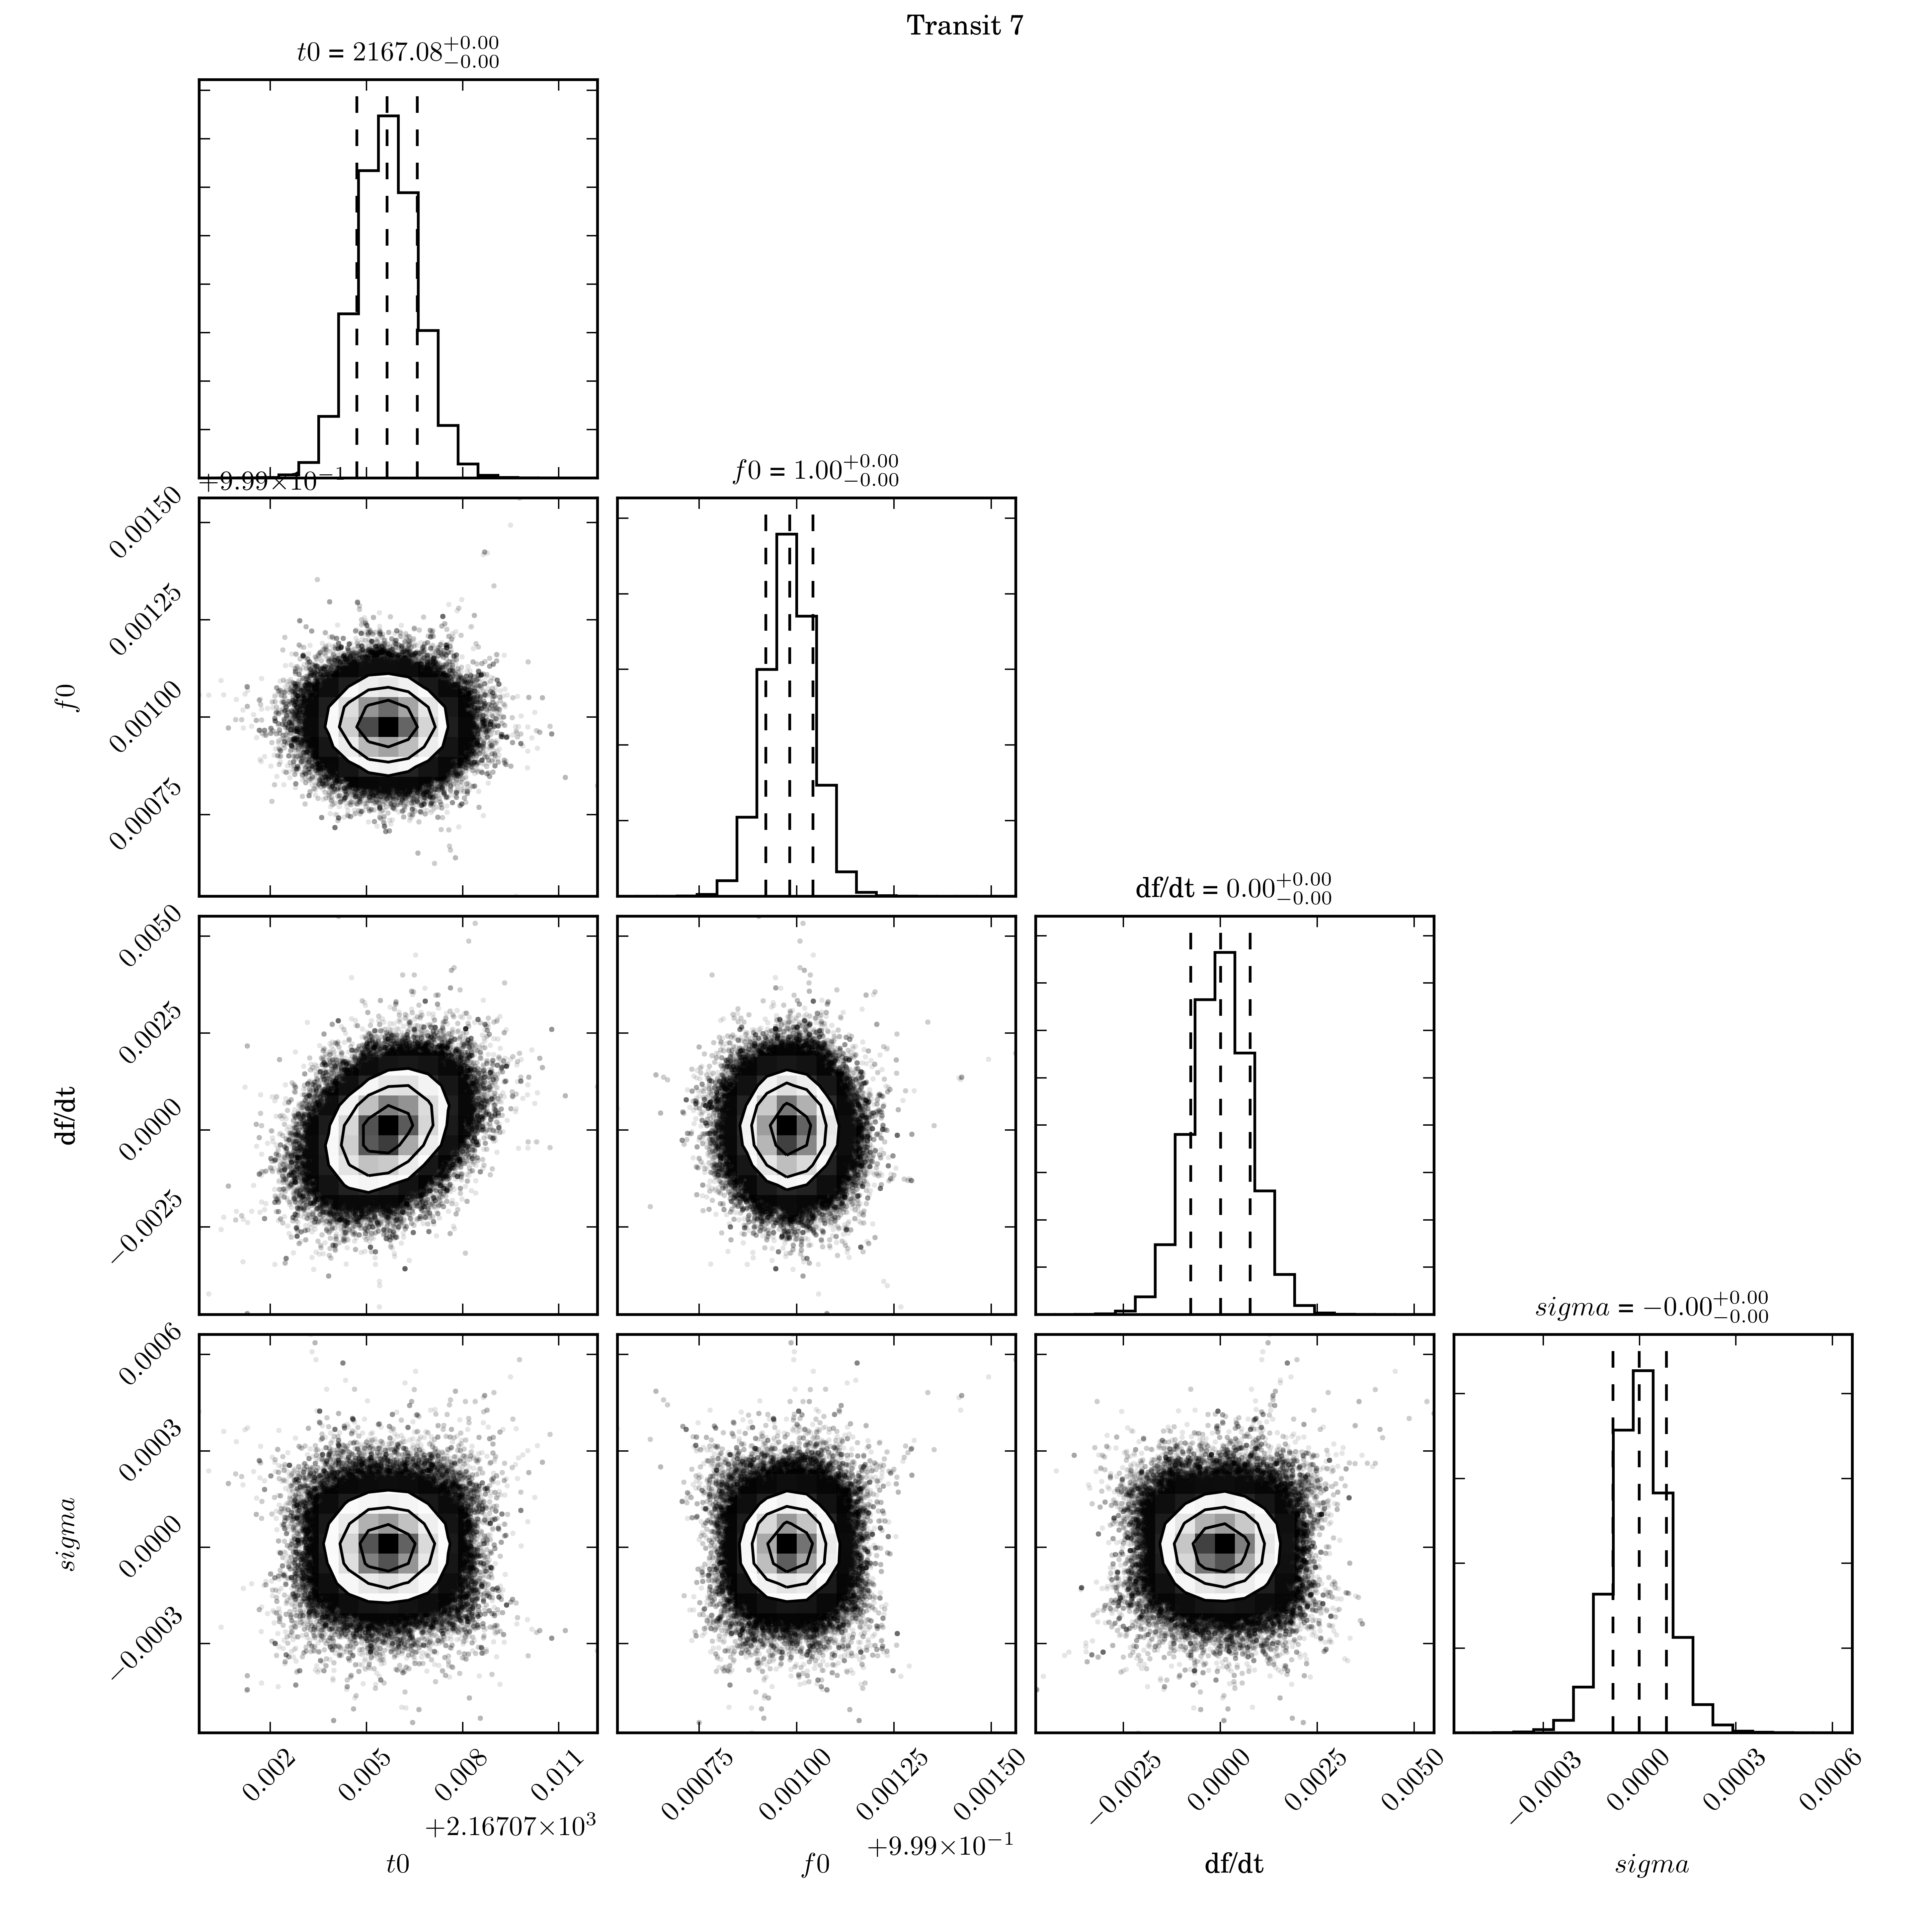 Transit 7
t0 = 2167.08+0.00 −0.00
+9.99×10−1
f0 = 1.00+0.00 −0.00
0.00150
0.00125
0.00100
0.00075
f0
df/dt = 0.00+0.00 −0.00
0.0050
0.0025
0.0000
−0.0025
df/dt
sigma = −0.00+0.00 −0.00
0.0006
0.0003
0.0000
−0.0003
sigma
0.002 0.005 0.008 0.011
+2.16707×10³
t0
0.00075 0.00100 0.00125 0.00150
+9.99×10−1
f0
−0.0025 0.0000 0.0025 0.0050
df/dt
−0.0003 0.0000 0.0003 0.0006
sigma